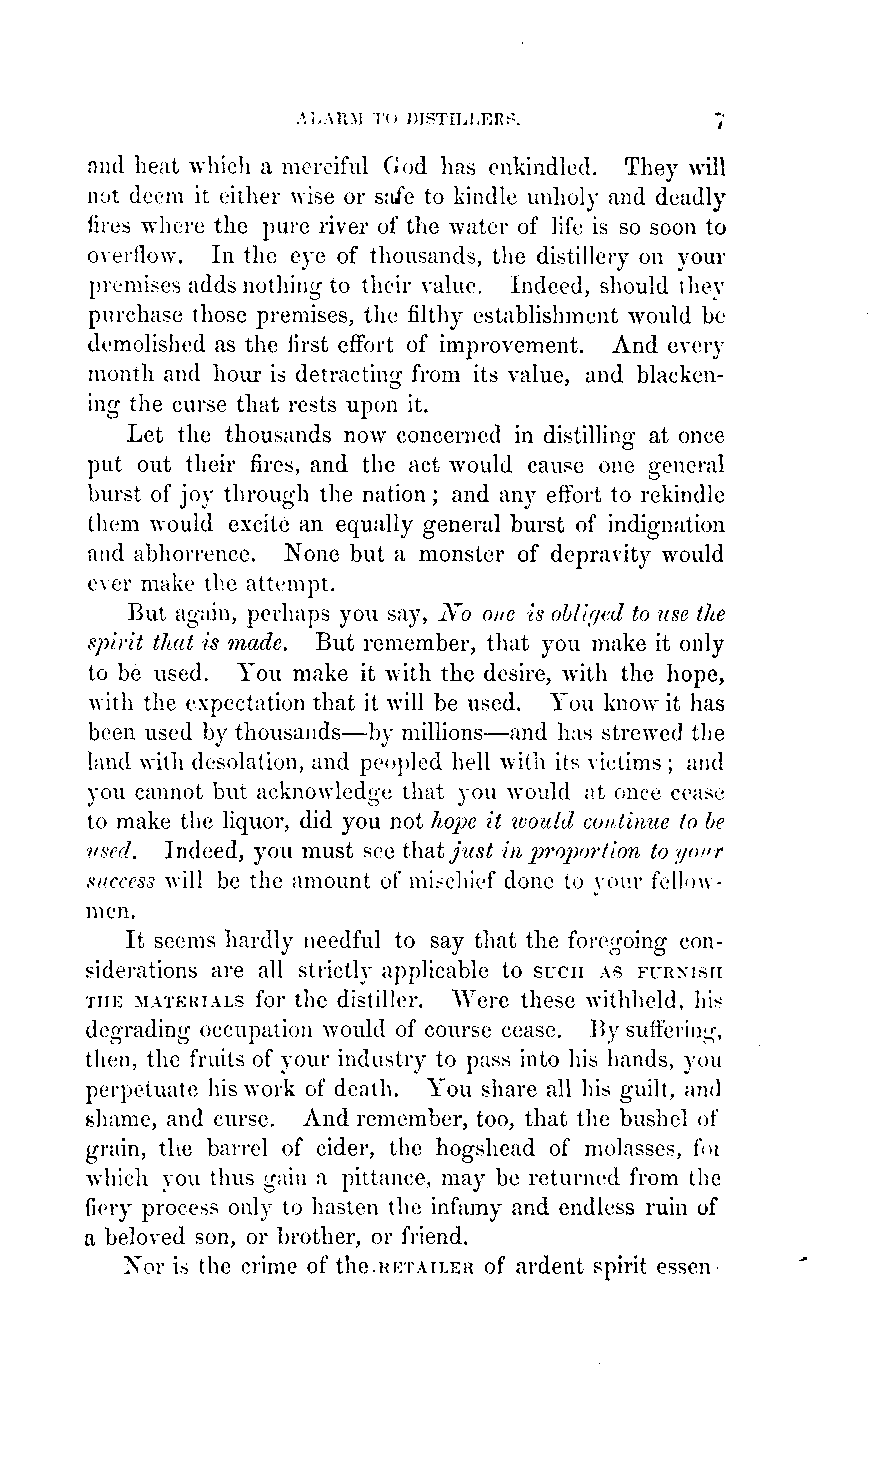 ALARM TO DISTILLERS. 7
and heat which a merciful God has enkindled. They will
not deem it either wise or safe to kindle unholy and deadly
fires where the pure river of the water of life is so soon to
overflow. In the eye of thousands, the distillery on your
premises adds nothing to their value. Indeed, should they
purchase those premises, the filthy establishment would be
demolished as the first effort of improvement. And every
month and hour is detracting from its value, and blacken-
ing the curse that rests upon it.
Let the thousands now concerned in distilling at once
put out their fires, and the act would cause one general
burst of joy through the nation; and any effort to rekindle
them would excite an equally general burst of indignation
and abhorrence. None but a monster of depravity would
ever make the attempt.
But again, perhaps you say, No one is obliged to use the
spirit that is made. But remember, that you make it only
to be used. You make it with the desire, with the hope,
with the expectation that it will be used. You know it has
been used by thousands—by millions—and has strewed the
land with desolation, and peopled hell with its victims; and
you cannot but acknowledge that you would at once cease
to make the liquor, did you not hope it would continue to be
used. Indeed, you must see that just in proportion to your
success will be the amount of mischief done to your fellow-
men.
It seems hardly needful to say that the foregoing con-
siderations are all strictly applicable to SUCH AS FURNISH
THE MATERIALS for the distiller. Were these withheld, his
degrading occupation would of course cease. By suffering,
then, the fruits of your industry to pass into his hands, you
perpetuate his work of death. You share all his guilt, and
shame, and curse. And remember, too, that the bushel of
grain, the barrel of cider, the hogshead of molasses, for
which you thus gain a pittance, may be returned from the
fiery process only to hasten the infamy and endless ruin of
a beloved son, or brother, or friend.
Nor is the crime of the RETAILER of ardent spirit essen-